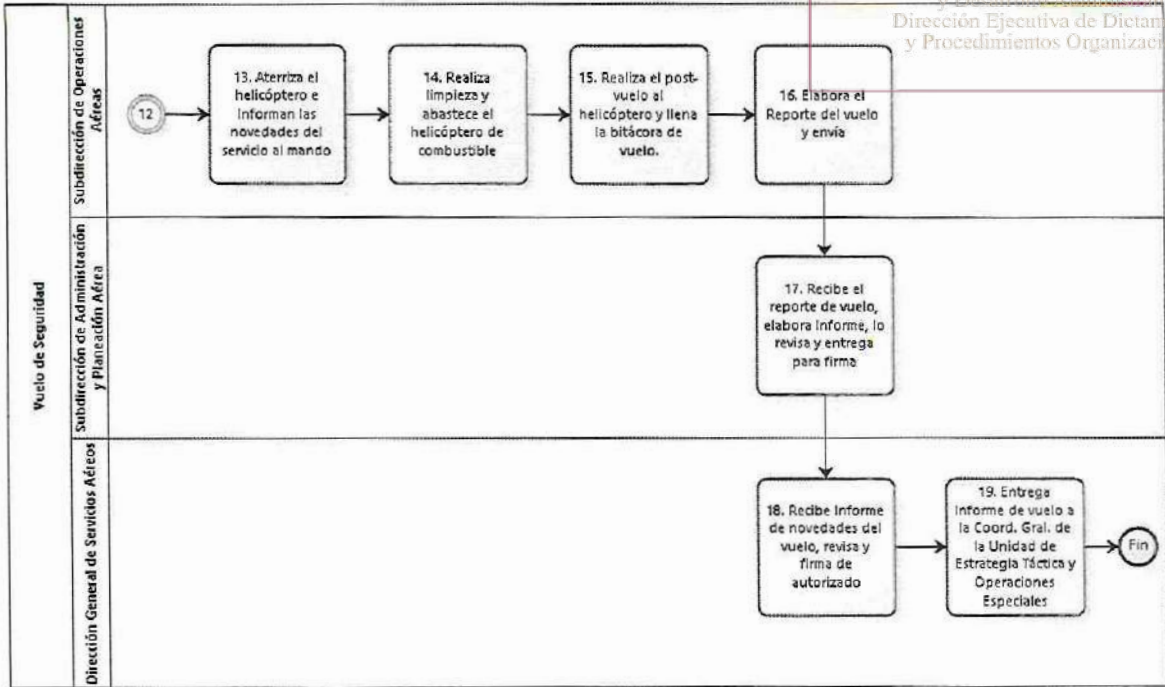 Dirección Ejecutiva de Dictam
y Procedimientos Organizaci
Vuelo de Seguridad
Subdirección de Operaciones
Aéreas
12
13. Aterriza el
helicóptero e
informan las
novedades del
servicio al mando
14. Realiza
limpieza y
abastece el
helicóptero de
combustible
15. Realiza el post-
vuelo al
helicóptero y llena
la bitácora de
vuelo.
16. Elabora el
Reporte del vuelo
y envía
Subdirección de Administración
y Planeación Aérea
17. Recibe el
reporte de vuelo,
elabora Informe, lo
revisa y entrega
para firma
Dirección General de Servicios Aéreos
18. Recibe Informe
de novedades del
vuelo, revisa y
firma de
autorizado
19. Entrega
Informe de vuelo a
la Coord. Gral. de
la Unidad de
Estrategia Táctica y
Operaciones
Especiales
Fin